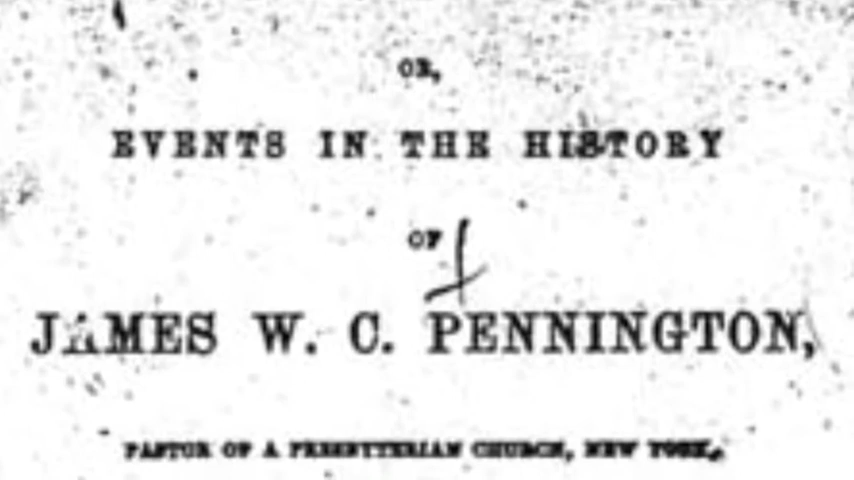 OR,
EVENTS IN THE HISTORY
OF
JAMES W. C. PENNINGTON,
PASTOR OF A PRESBYTERIAN CHURCH, NEW YORK,